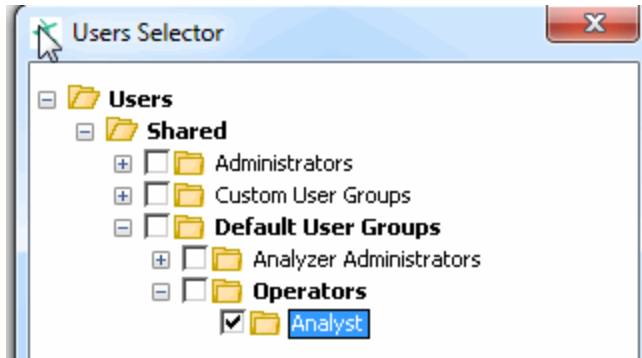 Users Selector
Users
Shared
Administrators
Custom User Groups
Default User Groups
Analyzer Administrators
Operators
Analyst